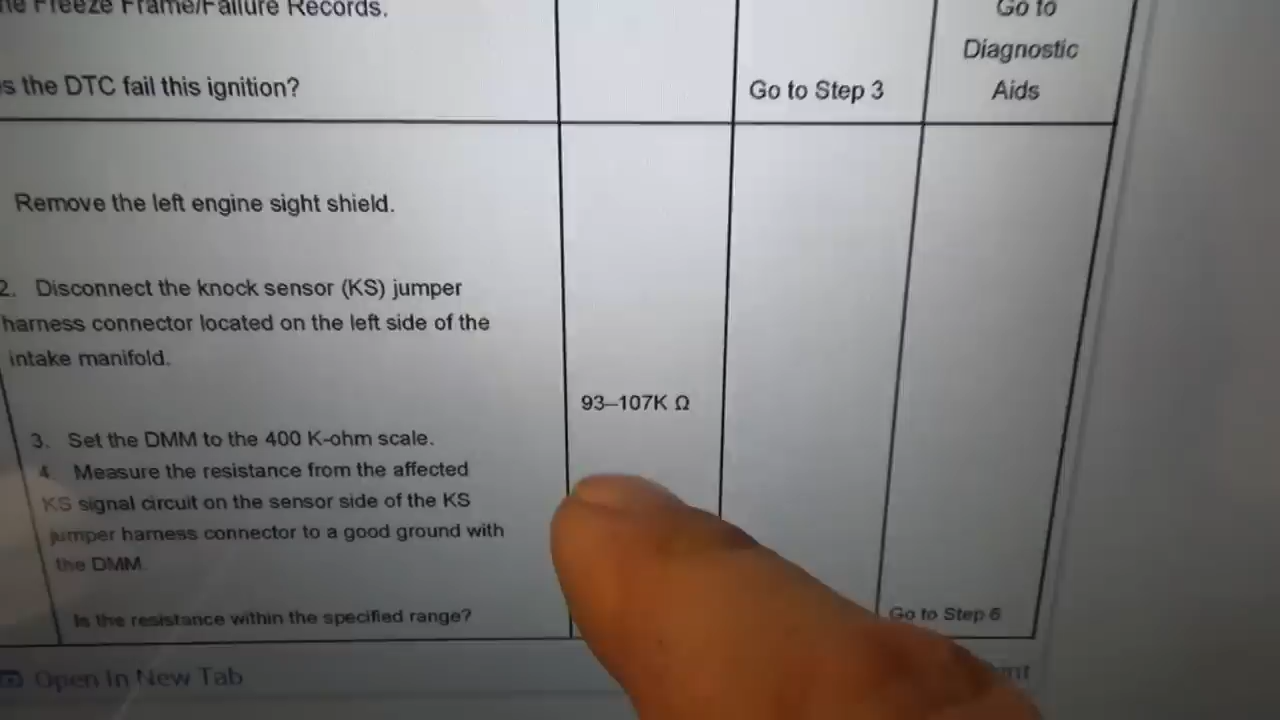 he Freeze Frame/Failure Records.
Go to
Diagnostic
s the DTC fail this ignition?
Go to Step 3
Aids
Remove the left engine sight shield.
2. Disconnect the knock sensor (KS) jumper
harness connector located on the left side of the
intake manifold.
93–107K Ω
3. Set the DMM to the 400 K-ohm scale.
4. Measure the resistance from the affected
KS signal circuit on the sensor side of the KS
jumper harness connector to a good ground with
the DMM.
Is the resistance within the specified range?
Go to Step 6
Open In New Tab